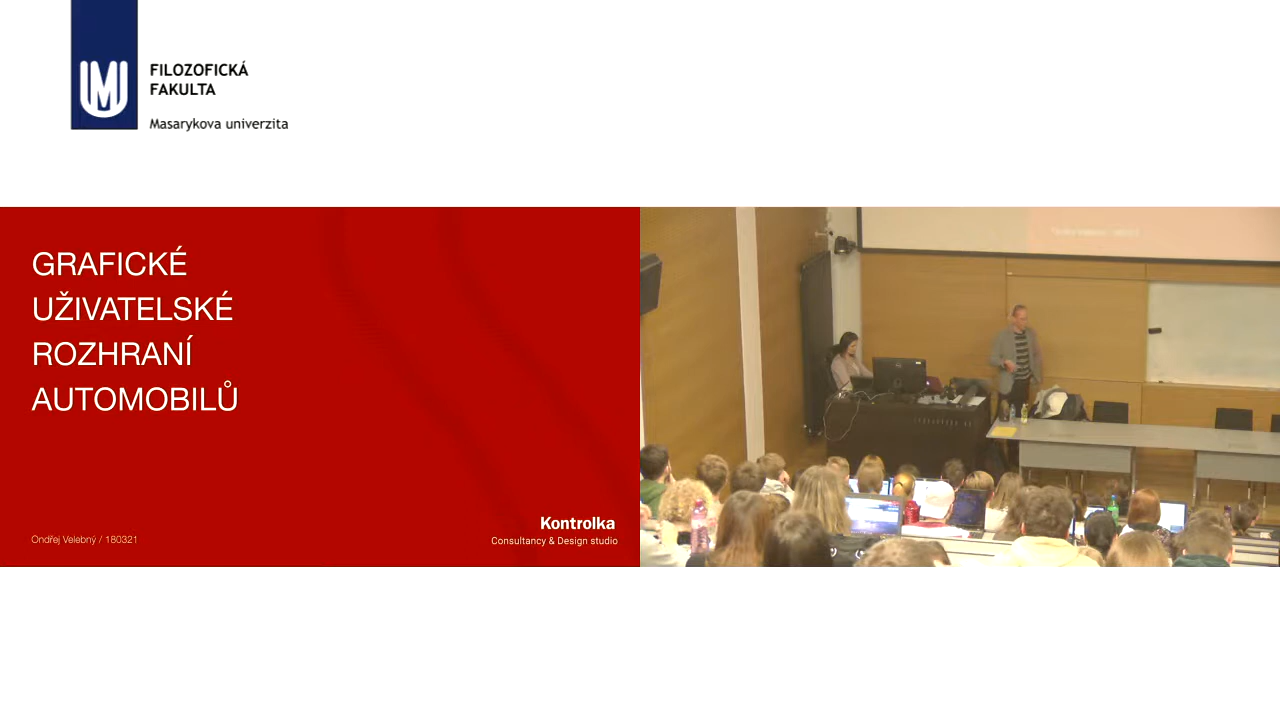 FILOZOFICKÁ
FAKULTA
Masarykova univerzita
GRAFICKÉ
UŽIVATELSKÉ
ROZHRANÍ
AUTOMOBILŮ
Ondřej Velebný / 180321
Kontrolka
Consultancy & Design studio